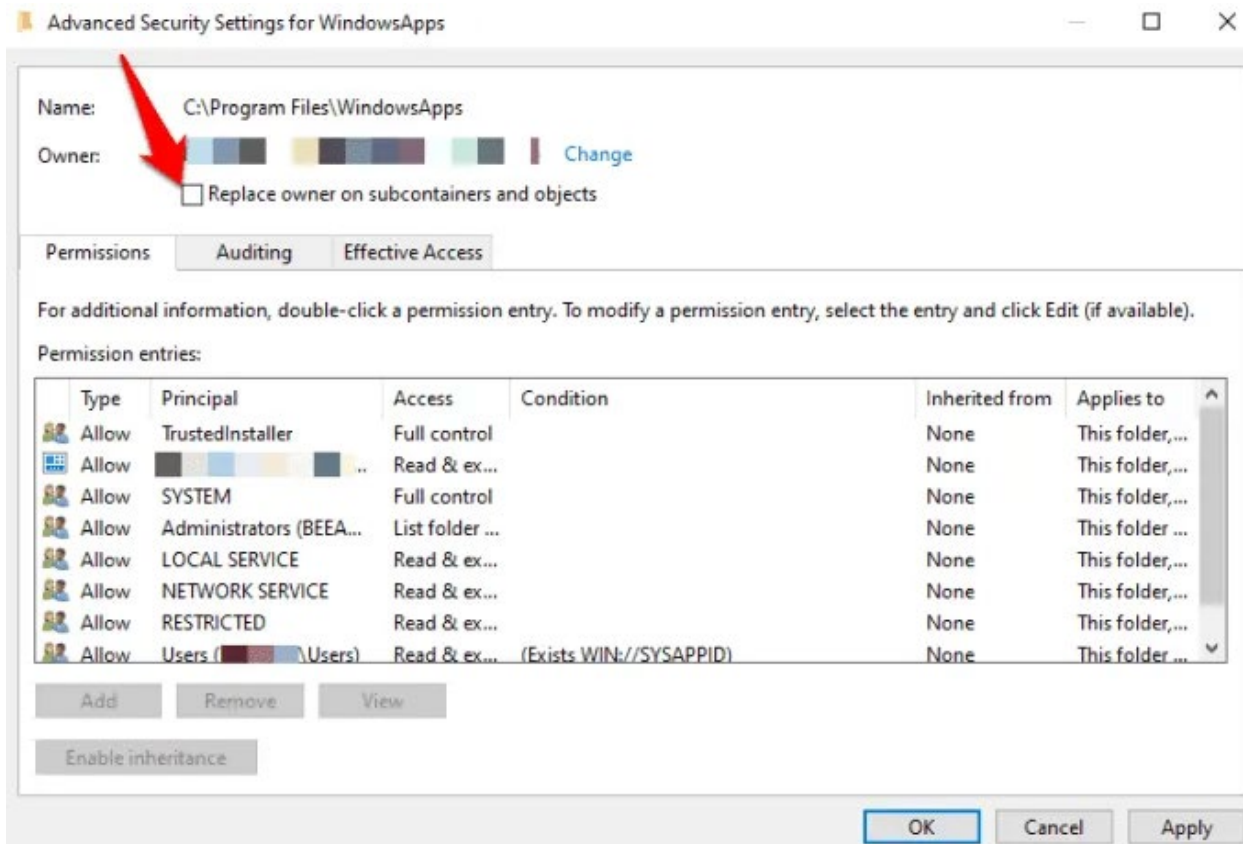 Advanced Security Settings for WindowsApps
Name: C:\Program Files\WindowsApps
Owner: Change
Replace owner on subcontainers and objects
Permissions Auditing Effective Access
For additional information, double-click a permission entry. To modify a permission entry, select the entry and click Edit (if available).
Permission entries:
Type Principal Access Condition Inherited from Applies to
Allow TrustedInstaller Full control None This folder,...
Allow .. Read & ex... None This folder,...
Allow SYSTEM Full control None This folder,...
Allow Administrators (BEEA... List folder ... None This folder ...
Allow LOCAL SERVICE Read & ex... None This folder,...
Allow NETWORK SERVICE Read & ex... None This folder,...
Allow RESTRICTED Read & ex... None This folder,...
Allow Users ( \Users) Read & ex... (Exists WIN://SYSAPPID) None This folder ...
Add Remove View
Enable inheritance
OK Cancel Apply